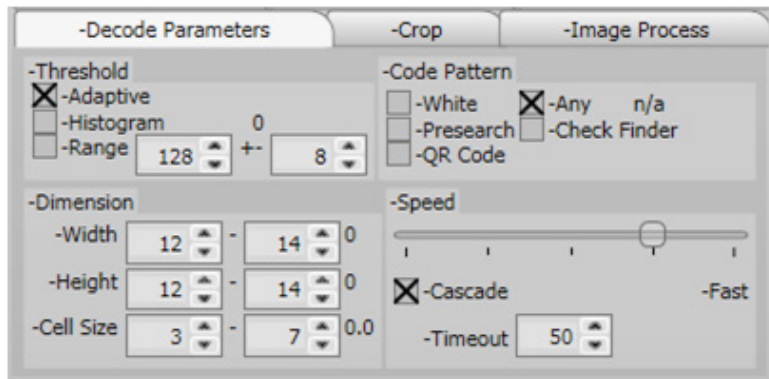 -Decode Parameters -Crop -Image Process
-Threshold
-Adaptive
-Histogram 0
-Range 128 +- 8
-Code Pattern
-White -Any n/a
-Presearch -Check Finder
-QR Code
-Dimension
-Width 12 - 14 0
-Height 12 - 14 0
-Cell Size 3 - 7 0.0
-Speed
-Cascade -Fast
-Timeout 50